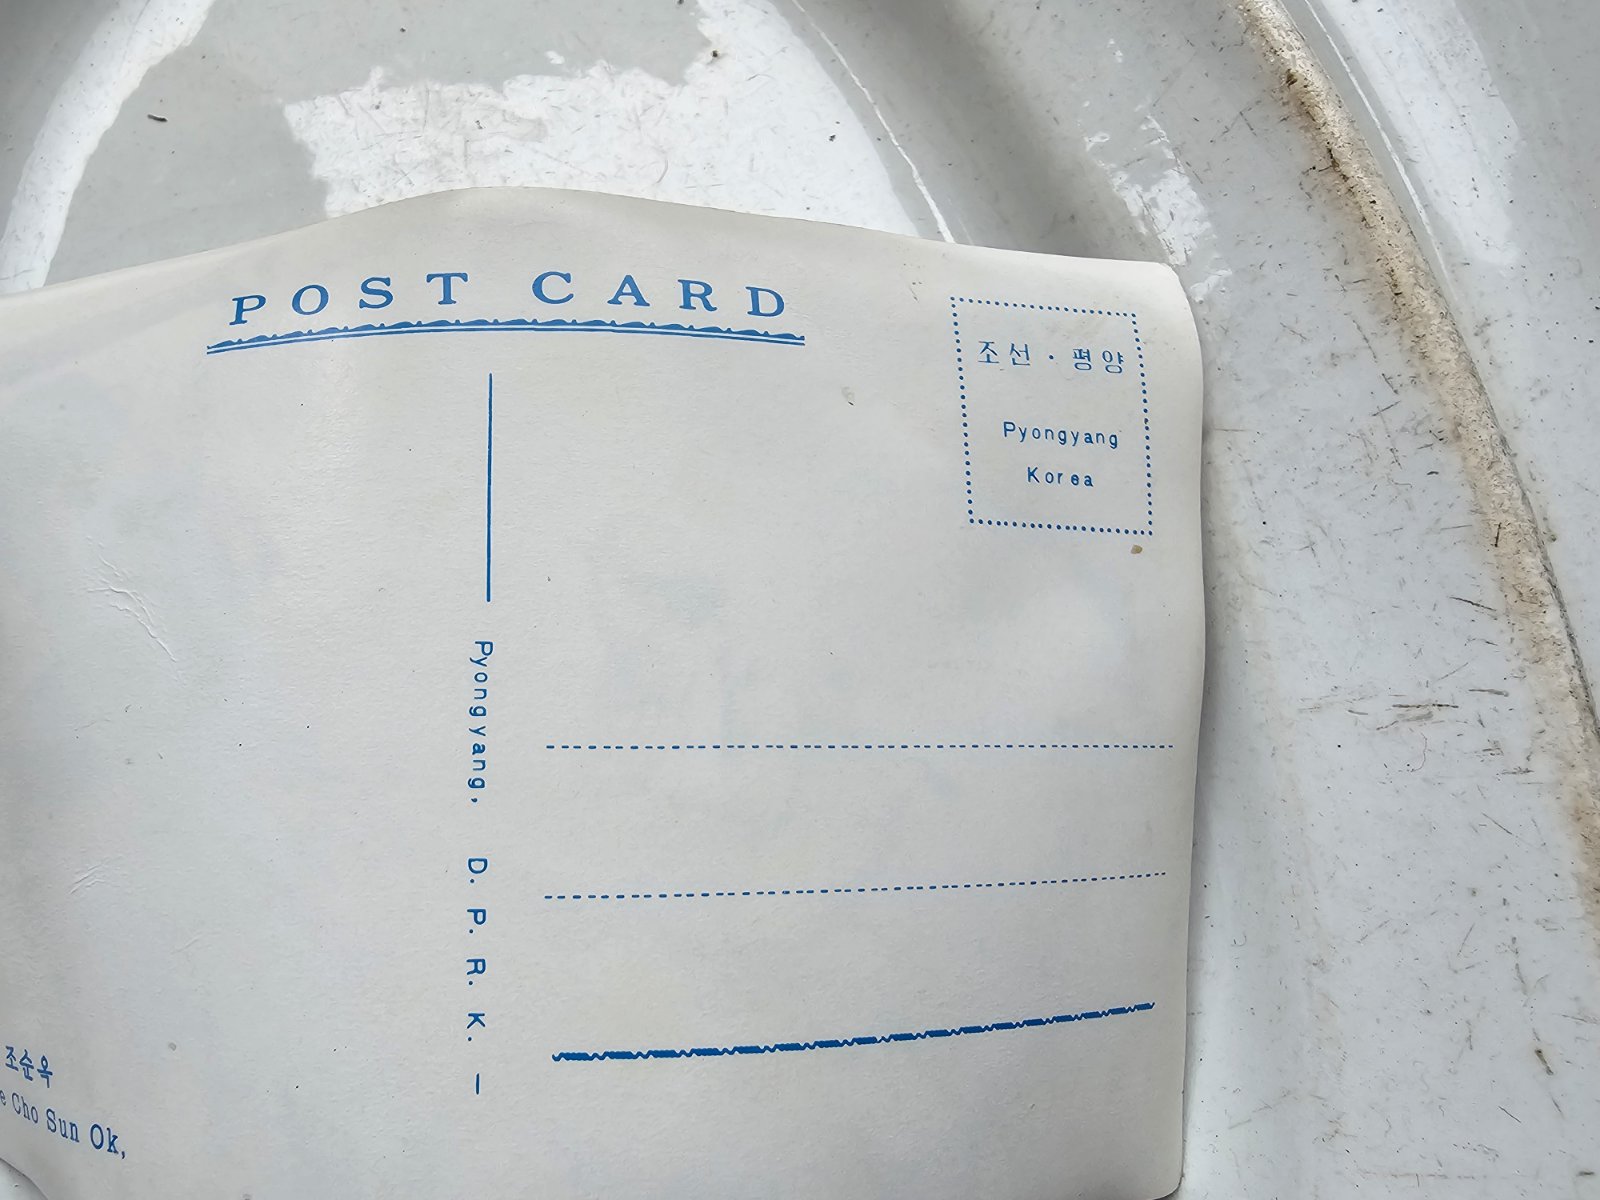 POST CARD
조선 · 평양
Pyongyang
Korea
Pyongyang, D. P. R. K. —
조순옥
Cho Sun Ok,